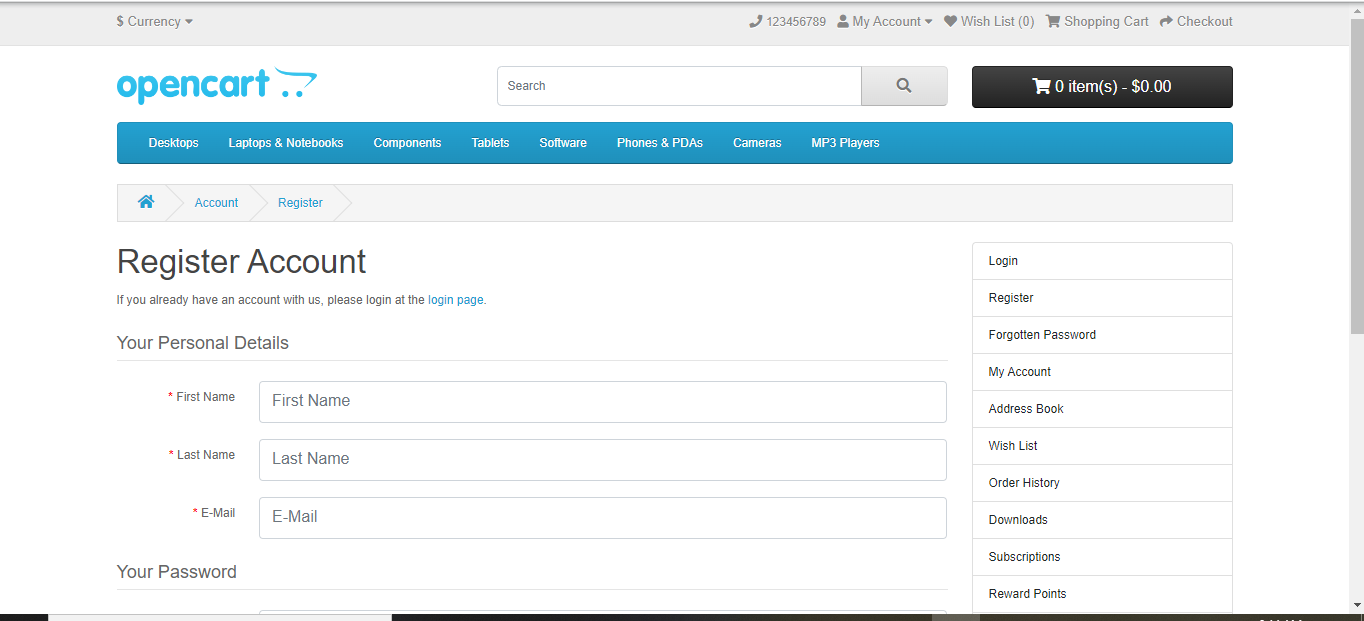 $ Currency
123456789 My Account Wish List (0) Shopping Cart Checkout
opencart
Search
0 item(s) - $0.00
Desktops Laptops & Notebooks Components Tablets Software Phones & PDAs Cameras MP3 Players
Account Register
Register Account
If you already have an account with us, please login at the login page.
Your Personal Details
* First Name
First Name
* Last Name
Last Name
* E-Mail
E-Mail
Your Password
Login
Register
Forgotten Password
My Account
Address Book
Wish List
Order History
Downloads
Subscriptions
Reward Points